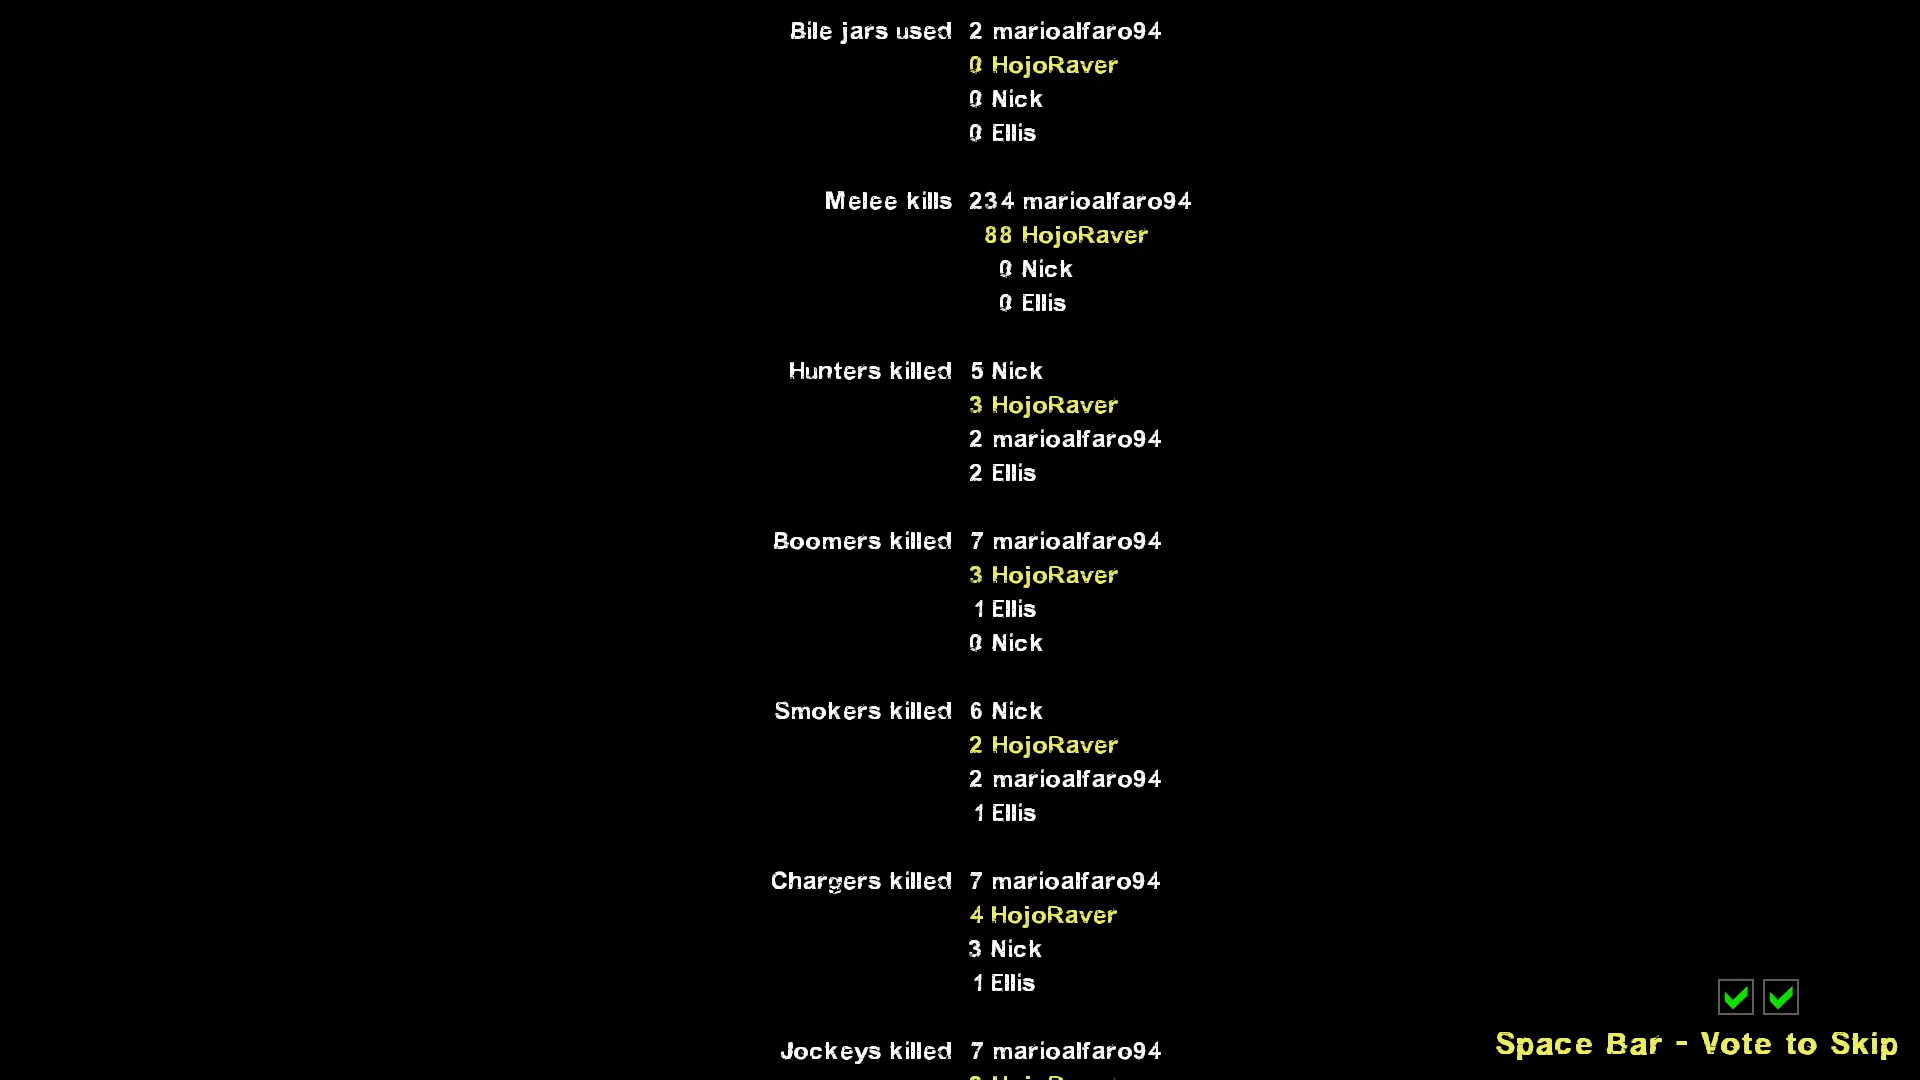 Bile jars used 2 marioalfaro94
0 HojoRaver
0 Nick
0 Ellis
Melee kills 234 marioalfaro94
88 HojoRaver
0 Nick
0 Ellis
Hunters killed 5 Nick
3 HojoRaver
2 marioalfaro94
2 Ellis
Boomers killed 7 marioalfaro94
3 HojoRaver
1 Ellis
0 Nick
Smokers killed 6 Nick
2 HojoRaver
2 marioalfaro94
1 Ellis
Chargers killed 7 marioalfaro94
4 HojoRaver
3 Nick
1 Ellis
Jockeys killed 7 marioalfaro94
HojoRaver
Space Bar - Vote to Skip